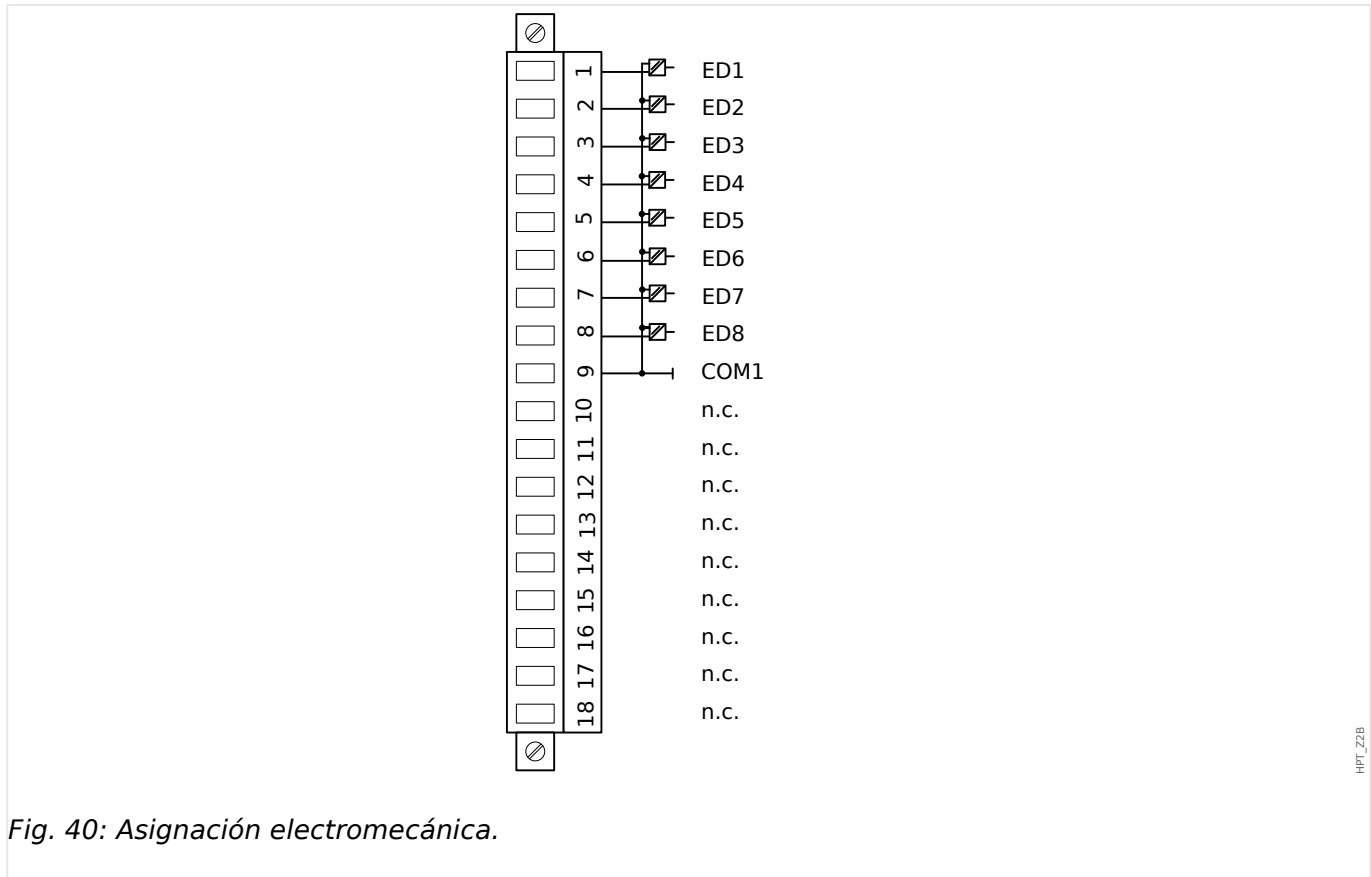 1 ED1
2 ED2
3 ED3
4 ED4
5 ED5
6 ED6
7 ED7
8 ED8
9 COM1
10 n.c.
11 n.c.
12 n.c.
13 n.c.
14 n.c.
15 n.c.
16 n.c.
17 n.c.
18 n.c.
HPT_Z2B
Fig. 40: Asignación electromecánica.